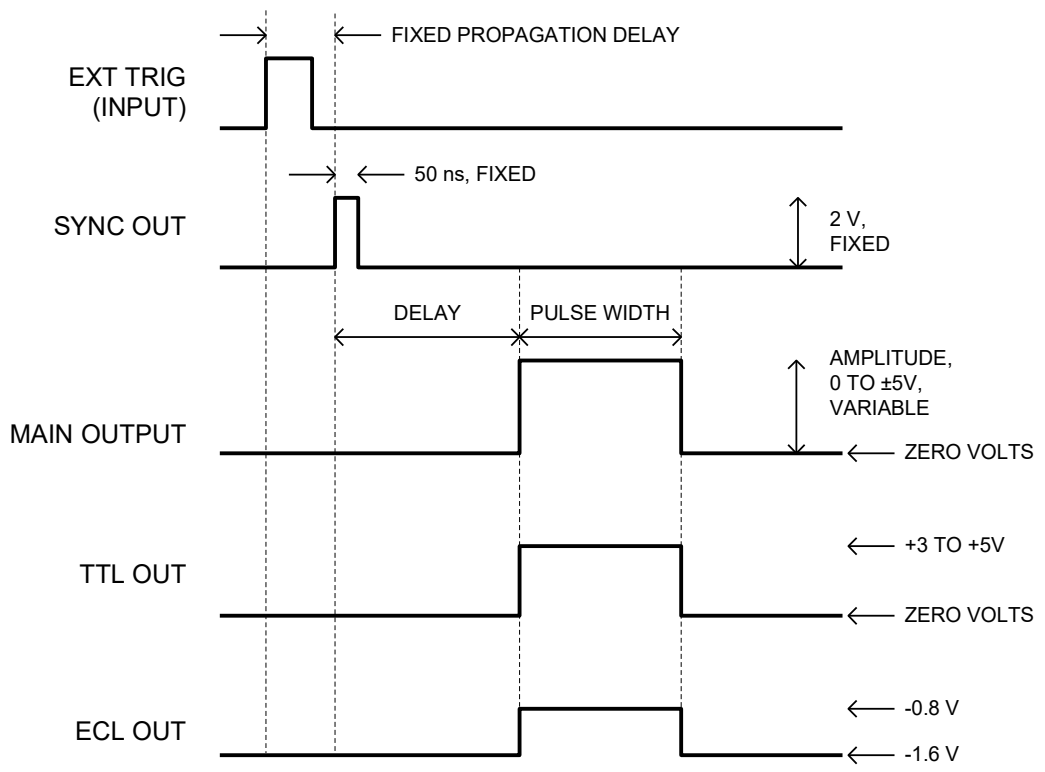 FIXED PROPAGATION DELAY
EXT TRIG
(INPUT)
50 ns, FIXED
SYNC OUT
2 V,
FIXED
DELAY
PULSE WIDTH
AMPLITUDE,
0 TO ±5V,
VARIABLE
MAIN OUTPUT
ZERO VOLTS
+3 TO +5V
TTL OUT
ZERO VOLTS
-0.8 V
ECL OUT
-1.6 V